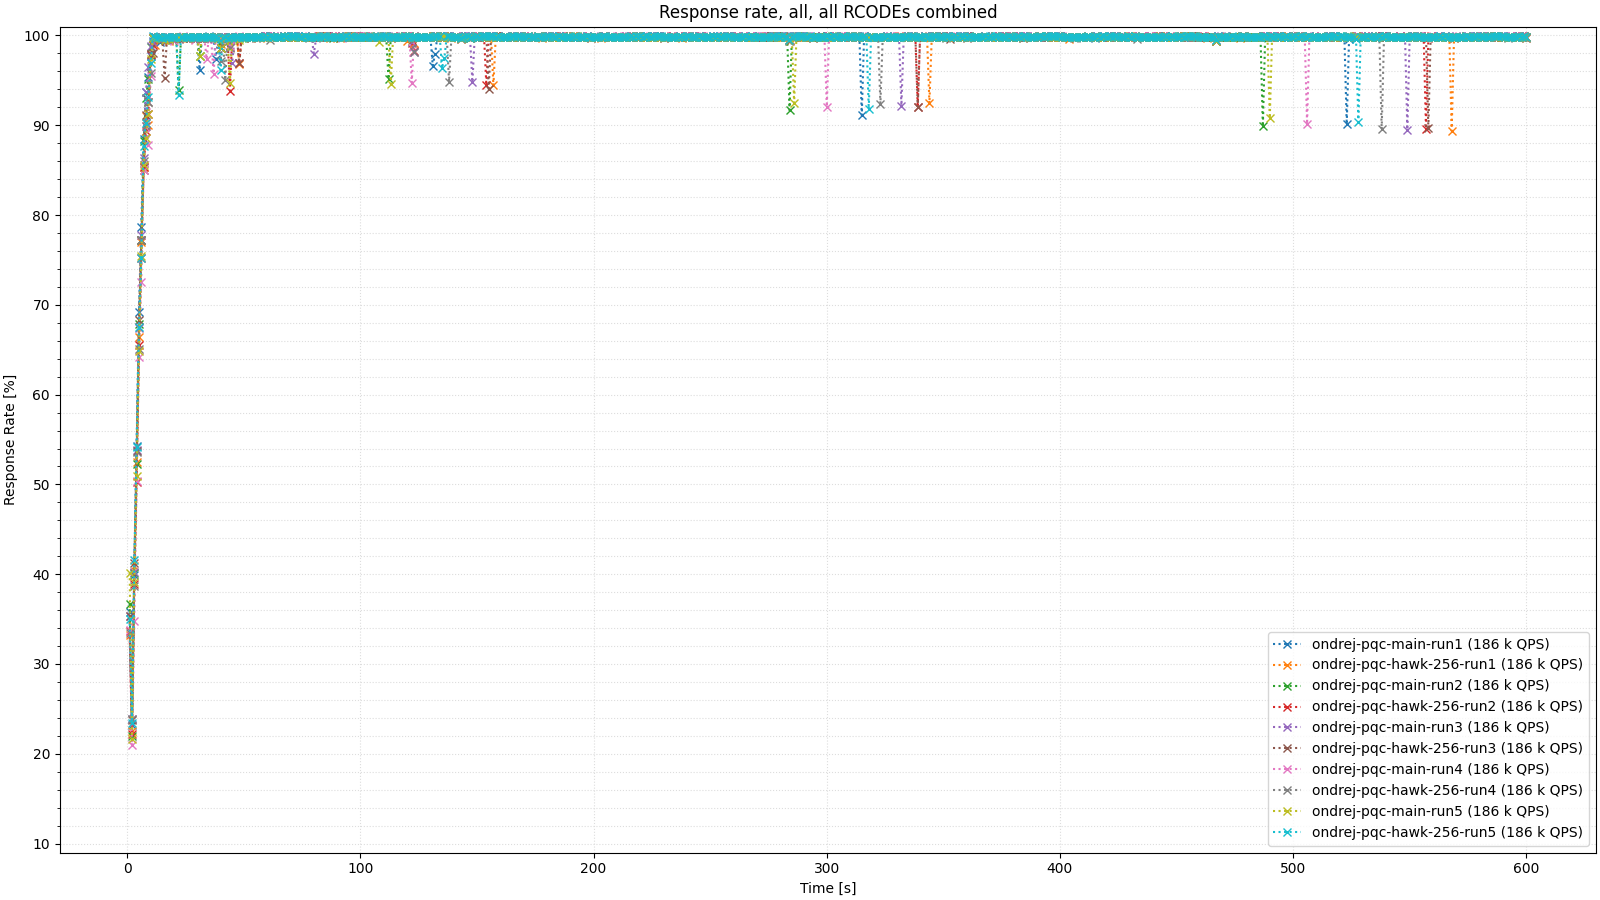 Response rate, all, all RCODEs combined
Response Rate [%]
100
90
80
70
60
50
40
30
20
10
0
100
200
300
400
500
600
Time [s]
ondrej-pqc-main-run1 (186 k QPS)
ondrej-pqc-hawk-256-run1 (186 k QPS)
ondrej-pqc-main-run2 (186 k QPS)
ondrej-pqc-hawk-256-run2 (186 k QPS)
ondrej-pqc-main-run3 (186 k QPS)
ondrej-pqc-hawk-256-run3 (186 k QPS)
ondrej-pqc-main-run4 (186 k QPS)
ondrej-pqc-hawk-256-run4 (186 k QPS)
ondrej-pqc-main-run5 (186 k QPS)
ondrej-pqc-hawk-256-run5 (186 k QPS)